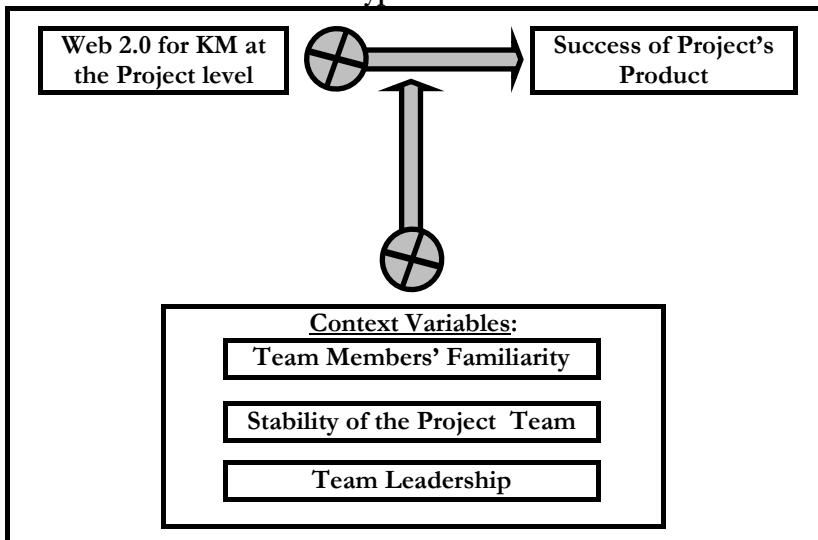 Web 2.0 for KM at
the Project level
Success of Project's
Product
Context Variables:
Team Members' Familiarity
Stability of the Project Team
Team Leadership